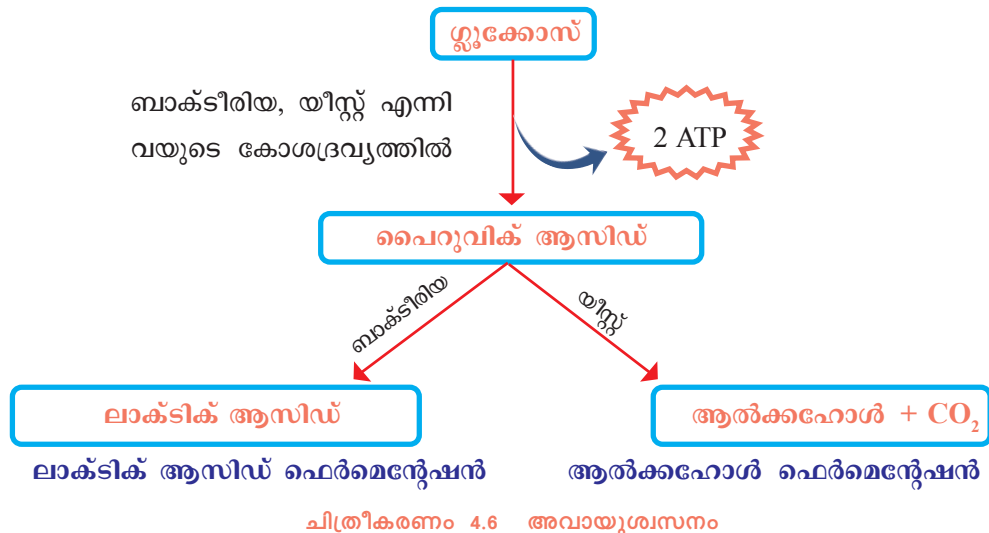 ഗ്ലൂക്കോസ്
ബാക്ടീരിയ, യീസ്റ്റ് എന്നി
വയുടെ കോശദ്രവ്യത്തിൽ
2 ATP
പൈറുവിക് ആസിഡ്
ബാക്ടീരിയ
യീസ്റ്റ്
ലാക്ടിക് ആസിഡ്
ആൽക്കഹോൾ + CO₂
ലാക്ടിക് ആസിഡ് ഫെർമെന്റേഷൻ
ആൽക്കഹോൾ ഫെർമെന്റേഷൻ
ചിത്രീകരണം 4.6 അവായുശ്വസനം